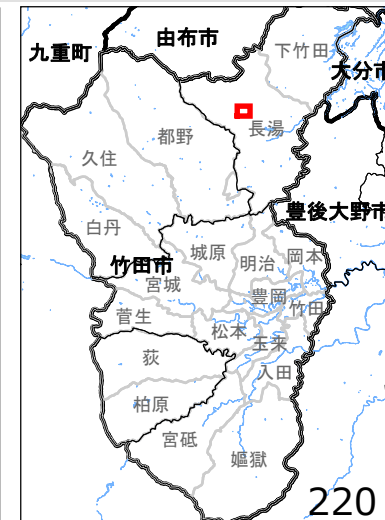 由布市
九重町
下竹田
大分市
長湯
都野
久住
白丹
豊後大野市
城原
岡本
明治
竹田市
宮城
豊岡
竹田
菅生
松本
玉来
荻
入田
柏原
宮砥
嫗獄
220